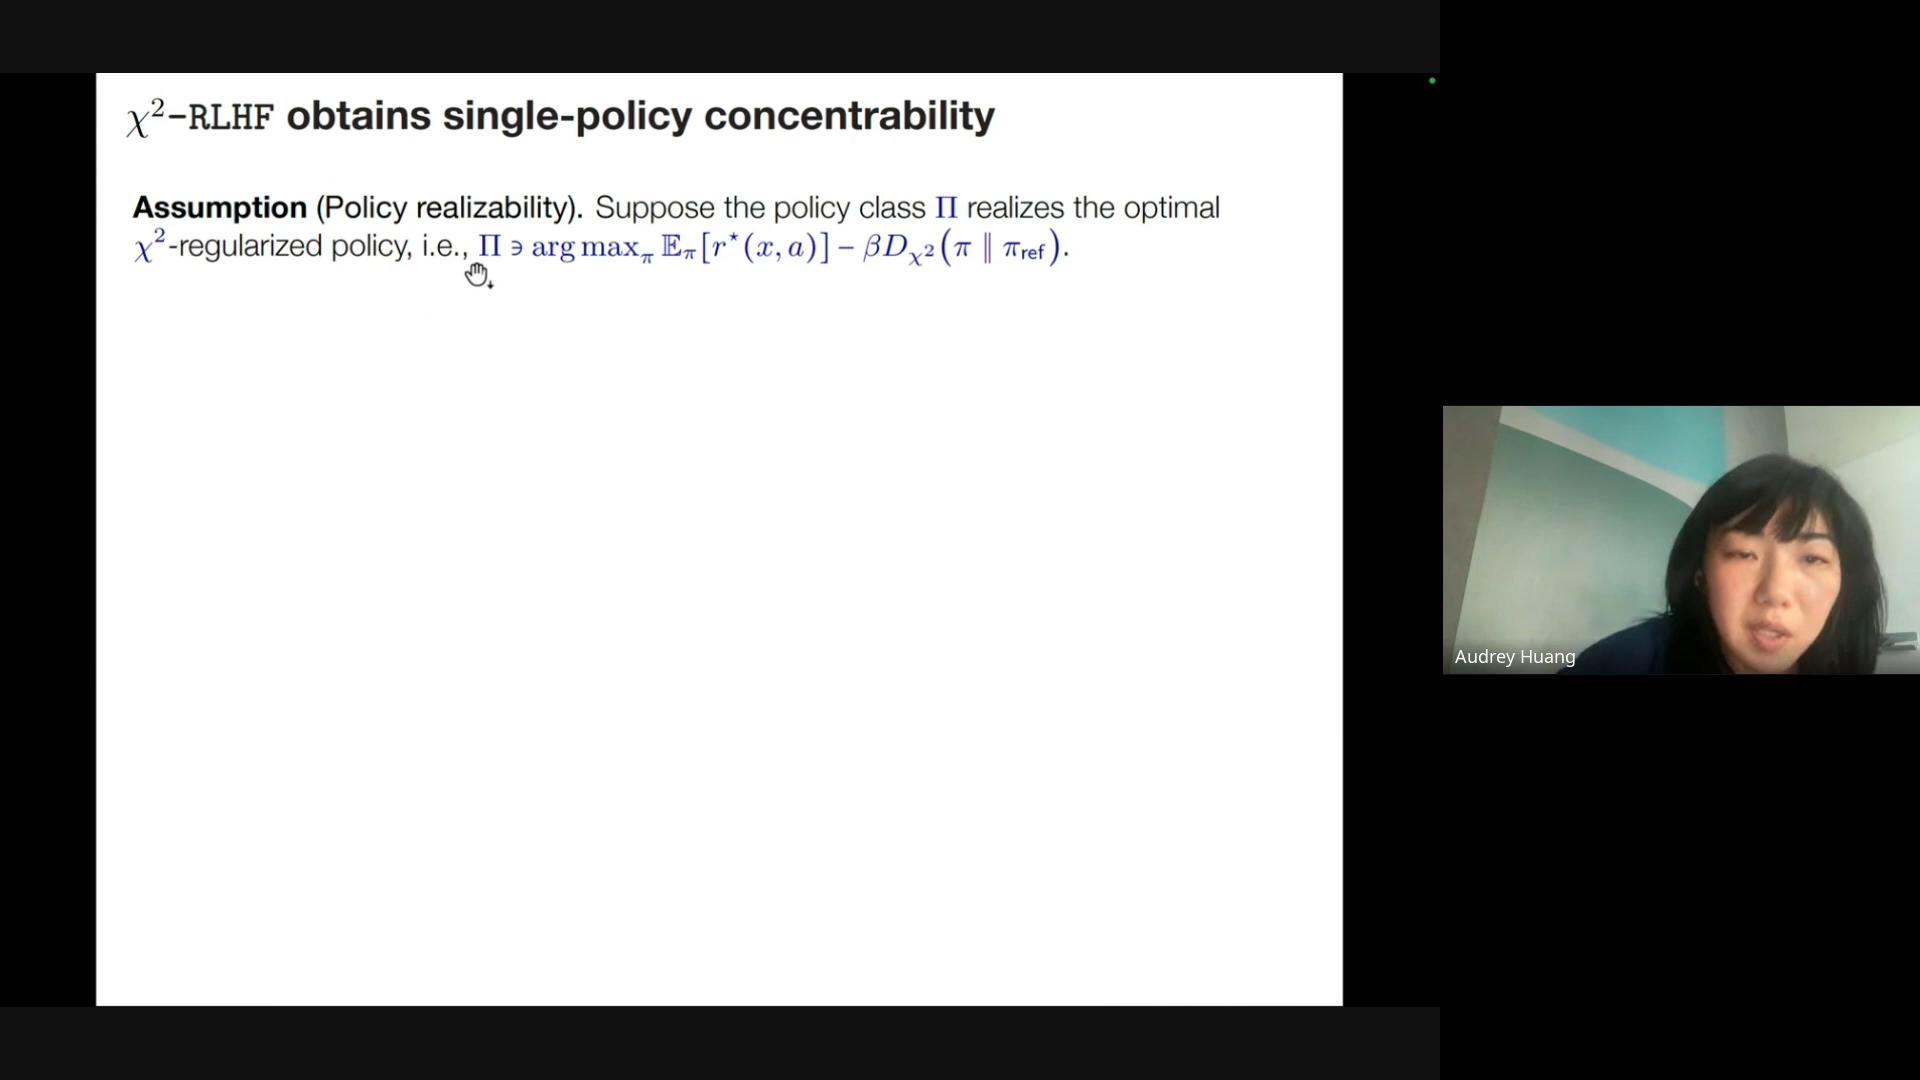 χ²-RLHF obtains single-policy concentrability
Assumption (Policy realizability). Suppose the policy class Π realizes the optimal
χ²-regularized policy, i.e., Π ∋ arg max_π 𝔼_π[r*(x, a)] − βD_χ²(π ∥ π_ref).
Audrey Huang